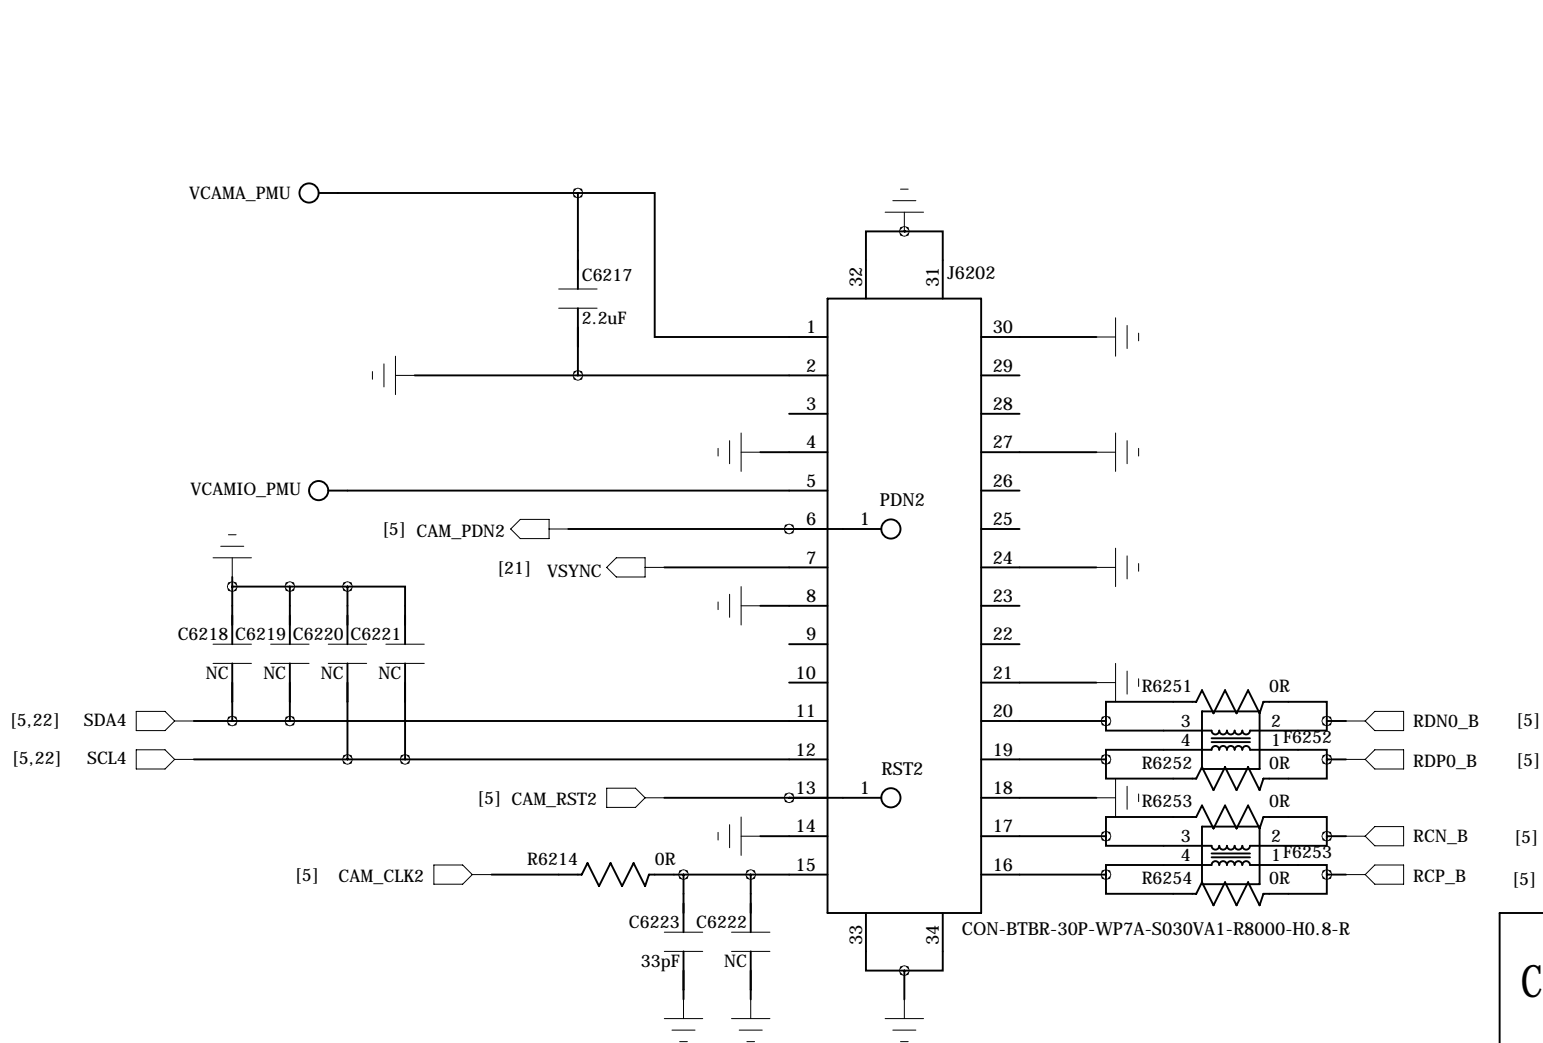 VCAMA_PMU
C6217
2.2uF
32
31
J6202
1
30
2
29
3
28
4
27
VCAMIO_PMU
5
26
PDN2
[5] CAM_PDN2
6
1
25
[21] VSYNC
7
24
8
23
C6218
C6219
C6220
C6221
9
22
NC
NC
NC
NC
10
21
R6251
0R
[5,22] SDA4
11
20
3
2
RDN0_B [5]
4
1
F6252
[5,22] SCL4
12
19
R6252
0R
RDP0_B [5]
RST2
[5] CAM_RST2
13
1
18
R6253
0R
14
17
3
2
RCN_B [5]
4
1
F6253
R6214
0R
[5] CAM_CLK2
15
16
R6254
0R
RCP_B [5]
C6223
C6222
33pF
NC
33
34
CON-BTBR-30P-WP7A-S030VA1-R8000-H0.8-R
C